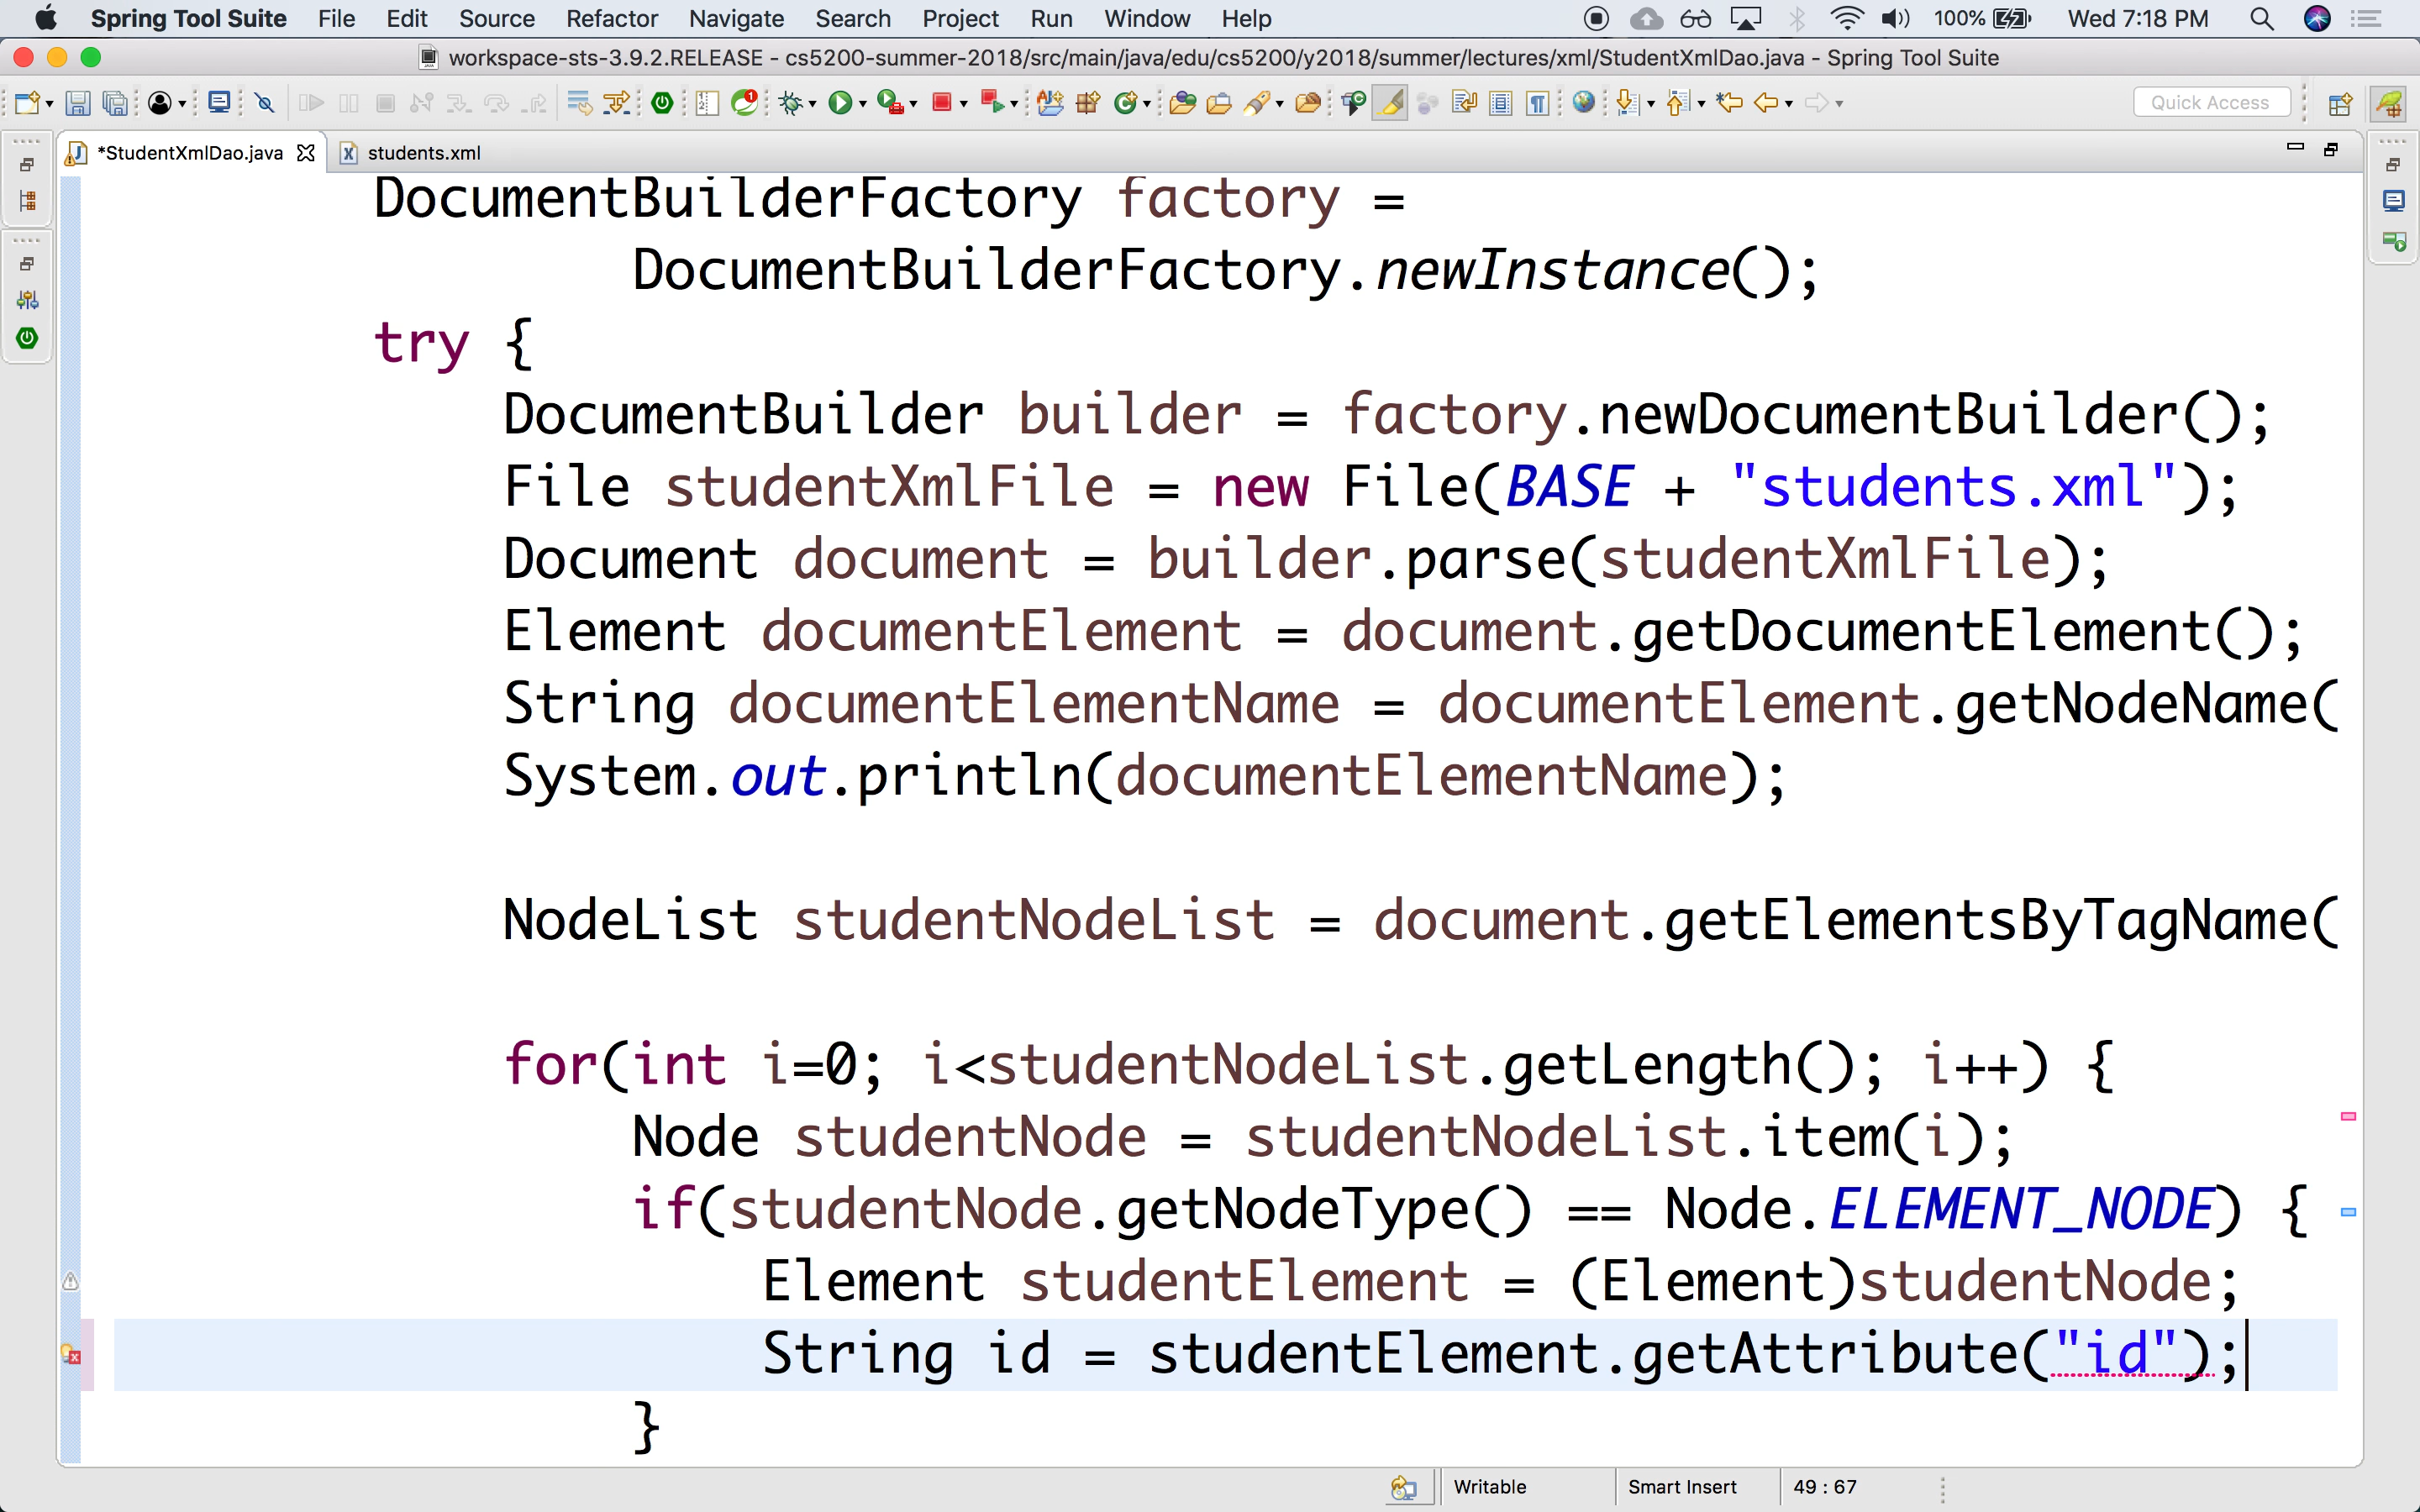 Spring Tool Suite File Edit Source Refactor Navigate Search Project Run Window Help 100% Wed 7:18 PM
workspace-sts-3.9.2.RELEASE - cs5200-summer-2018/src/main/java/edu/cs5200/y2018/summer/lectures/xml/StudentXmlDao.java - Spring Tool Suite
Quick Access
*StudentXmlDao.java students.xml
DocumentBuilderFactory factory =
DocumentBuilderFactory.newInstance();
try {
DocumentBuilder builder = factory.newDocumentBuilder();
File studentXmlFile = new File(BASE + "students.xml");
Document document = builder.parse(studentXmlFile);
Element documentElement = document.getDocumentElement();
String documentElementName = documentElement.getNodeName(
System.out.println(documentElementName);
NodeList studentNodeList = document.getElementsByTagName(
for(int i=0; i<studentNodeList.getLength(); i++) {
Node studentNode = studentNodeList.item(i);
if(studentNode.getNodeType() == Node.ELEMENT_NODE) {
Element studentElement = (Element)studentNode;
String id = studentElement.getAttribute("id");
}
Writable Smart Insert 49 : 67